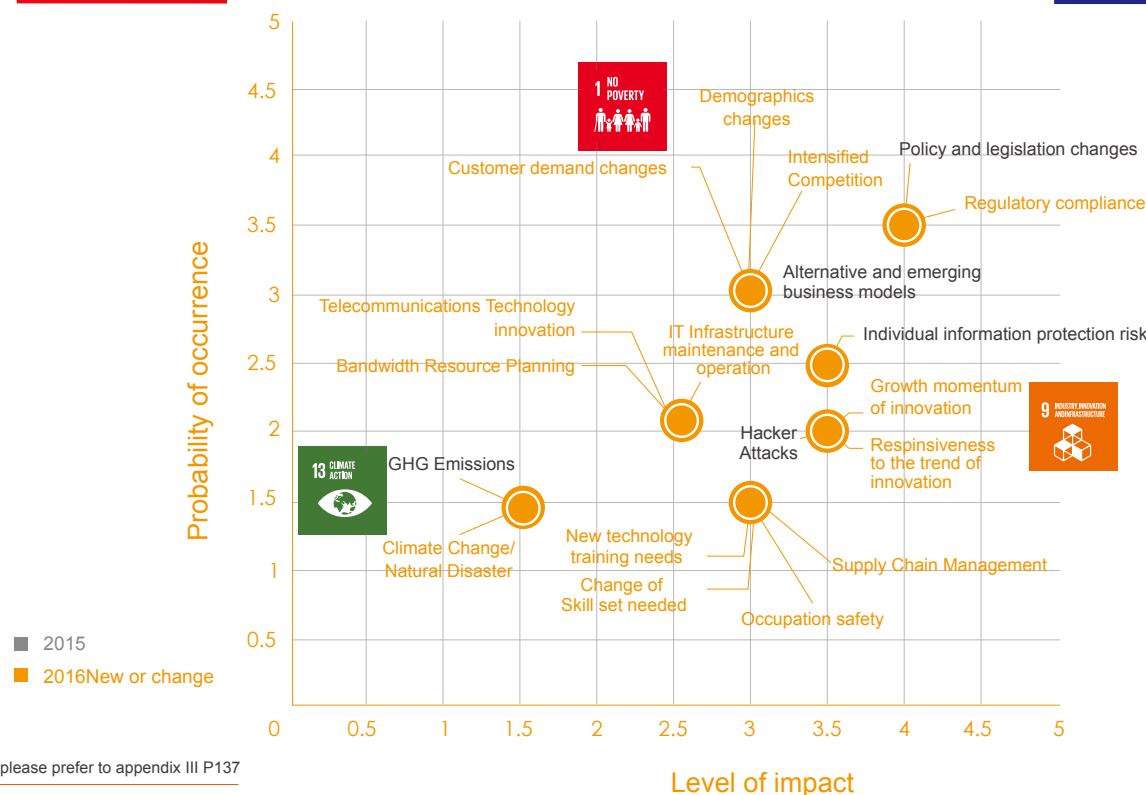 5
4.5
4
3.5
3
2.5
2
1.5
1
0.5
0
0.5
1
1.5
2
2.5
3
3.5
4
4.5
5
Probability of occurrence
Level of impact
1 NO
POVERTY
Demographics
changes
Customer demand changes
Intensified
Competition
Policy and legislation changes
Regulatory compliance
Alternative and emerging
business models
Telecommunications Technology
innovation
Bandwidth Resource Planning
IT Infrastructure
maintenance and
operation
Individual information protection risk
Growth momentum
of innovation
Hacker
Attacks
Respinsiveness
to the trend of
innovation
9 INDUSTRY, INNOVATION
AND INFRASTRUCTURE
13 CLIMATE
ACTION
GHG Emissions
Climate Change/
Natural Disaster
New technology
training needs
Change of
Skill set needed
Supply Chain Management
Occupation safety
2015
2016New or change
please prefer to appendix III P137